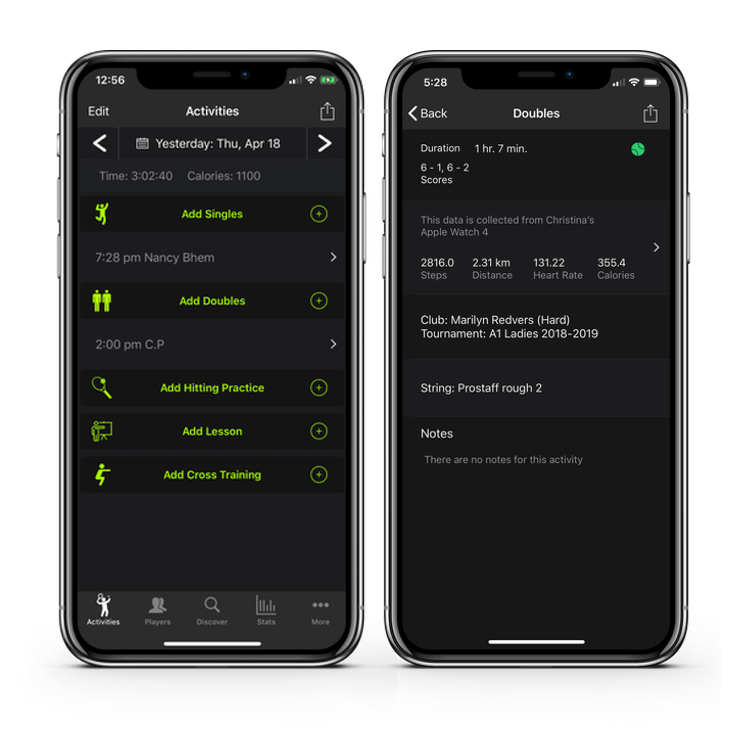 12:56
Edit
Activities
Yesterday: Thu, Apr 18
Time: 3:02:40 Calories: 1100
Add Singles
7:28 pm Nancy Bhem
Add Doubles
2:00 pm C.P
Add Hitting Practice
Add Lesson
Add Cross Training
Activities
Players
Discover
Stats
More
5:28
Back
Doubles
Duration 1 hr. 7 min.
6 - 1, 6 - 2
Scores
This data is collected from Christina's
Apple Watch 4
2816.0 2.31 km 131.22 355.4
Steps Distance Heart Rate Calories
Club: Marilyn Redvers (Hard)
Tournament: A1 Ladies 2018-2019
String: Prostaff rough 2
Notes
There are no notes for this activity